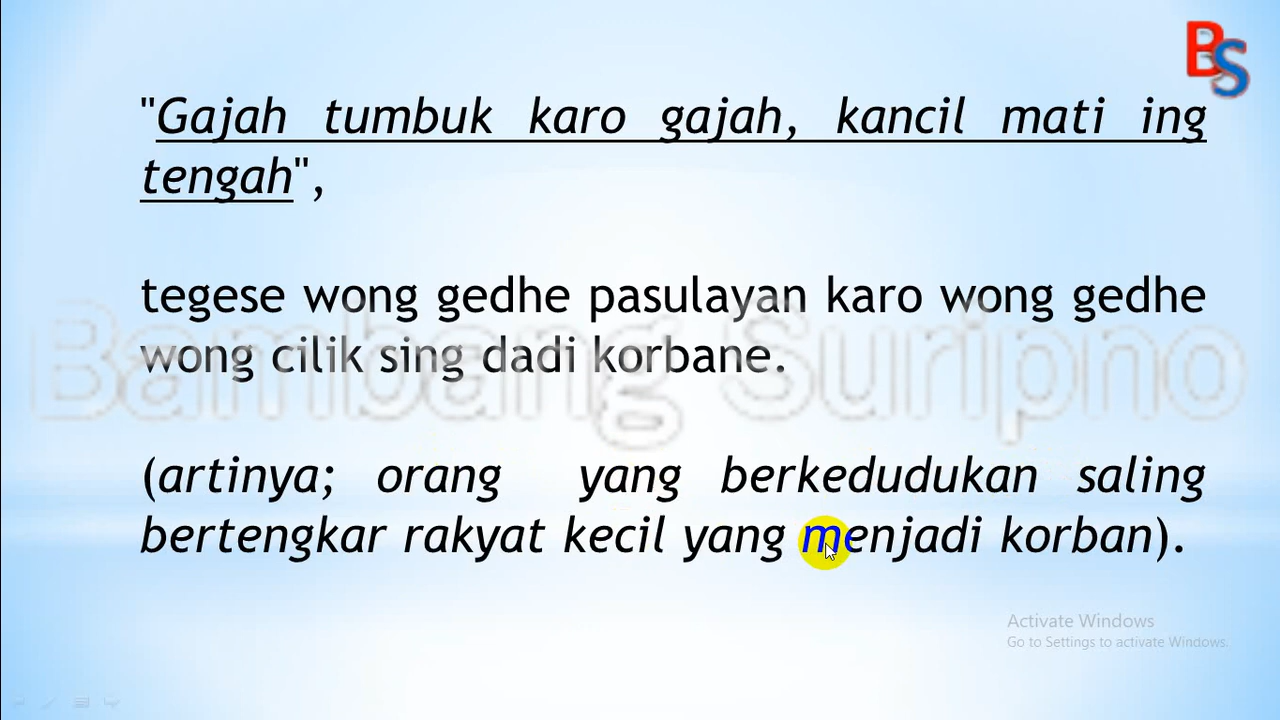 BS
"Gajah tumbuk karo gajah, kancil mati ing
tengah",
tegese wong gedhe pasulayan karo wong gedhe
wong cilik sing dadi korbane.
Bambang Suripno
(artinya; orang yang berkedudukan saling
bertengkar rakyat kecil yang menjadi korban).
Activate Windows
Go to Settings to activate Windows.